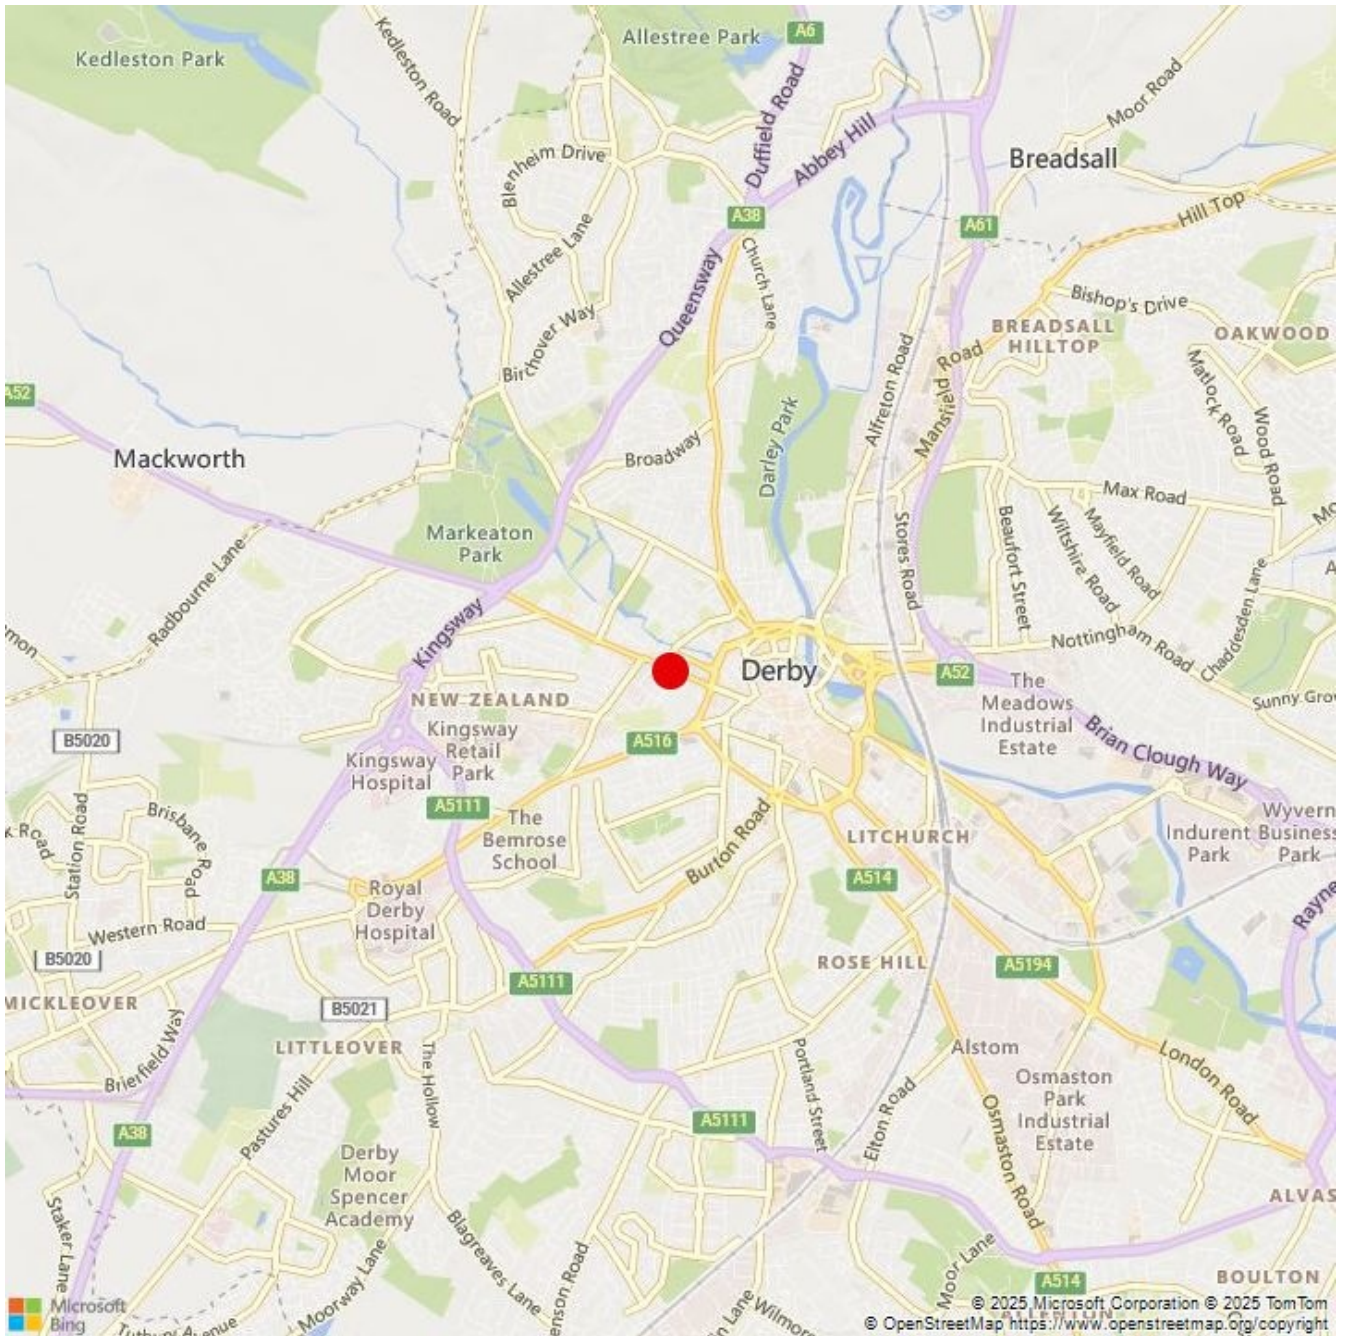 Kedleston Park
Kedleston Road
Allestree Park
A6
Duffield Road
Abbey Hill
Moor Road
Breadsall
Blenheim Drive
Allestree Lane
A38
Church Lane
A61
Hill Top
Queensway
Birchover Way
Bishop's Drive
BREADSALL
HILLTOP
OAKWOOD
Mansfield Road
Alfreton Road
Matlock Road
Wood Road
A52
Mackworth
Broadway
Darley Park
Max Road
Markeaton
Park
Stores Road
Beaufort Street
Wiltshire Road
Mayfield Road
Radbourne Lane
Chaddesden Lane
Kingsway
Nottingham Road
Derby
A52
The
Meadows
Industrial
Estate
Sunny Gro
NEW ZEALAND
Kingsway
Retail
Park
Kingsway
Hospital
A516
B5020
Brian Clough Way
A5111
The
Bemrose
School
Brisbane Road
Station Road
Burton Road
LITCHURCH
Wyvern
Business
Park
Indurent
Park
A38
Royal
Derby
Hospital
A514
Rayne
Western Road
B5020
A5111
ROSE HILL
A5194
MICKLEOVER
B5021
LITTLEOVER
Brierfield Way
The Hollow
Pastures Hill
Portland Street
Alstom
Osmaston
Park
Industrial
Estate
London Road
Elton Road
A5111
A38
Derby
Moor
Spencer
Academy
Osmaston Road
ALVAS
Staker Lane
Blagreaves Lane
Moorway Lane
enson Road
Moor Lane
A514
BOULTON
Tutbury Avenue
n Lane
Wilmor
Microsoft
Bing
© 2025 Microsoft Corporation © 2025 TomTom
© OpenStreetMap https://www.openstreetmap.org/copyright